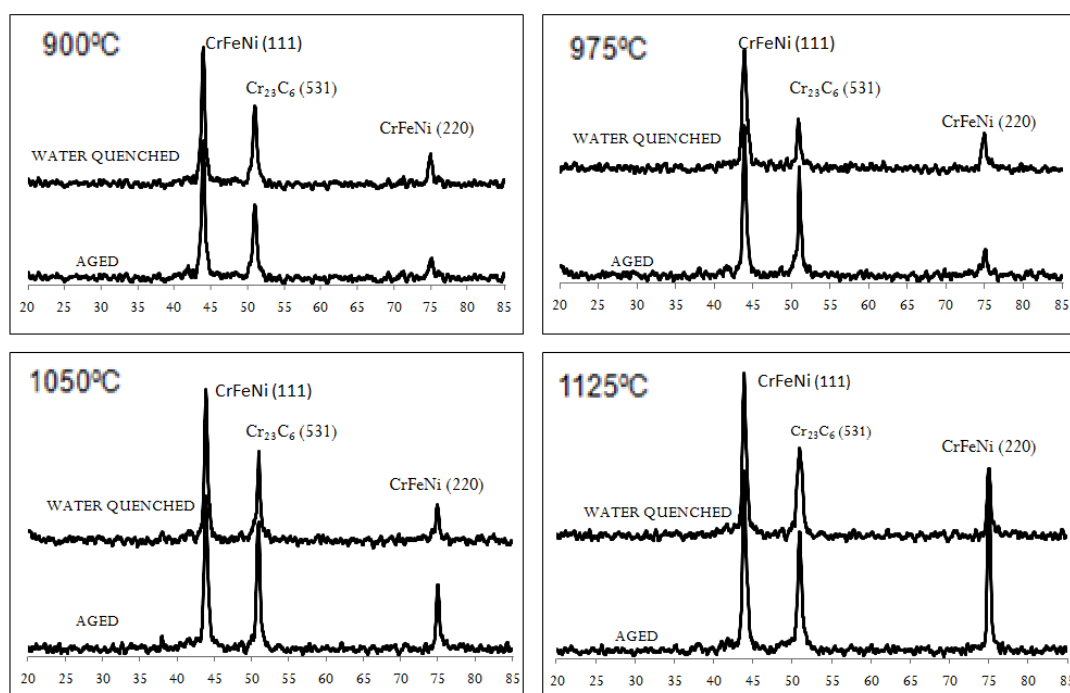 900ºC
CrFeNi (111)
Cr₂₃C₆ (531)
CrFeNi (220)
WATER QUENCHED
AGED
20 25 30 35 40 45 50 55 60 65 70 75 80 85
975ºC
CrFeNi (111)
Cr₂₃C₆ (531)
CrFeNi (220)
WATER QUENCHED
AGED
20 25 30 35 40 45 50 55 60 65 70 75 80 85
1050ºC
CrFeNi (111)
Cr₂₃C₆ (531)
CrFeNi (220)
WATER QUENCHED
AGED
20 25 30 35 40 45 50 55 60 65 70 75 80 85
1125ºC
CrFeNi (111)
Cr₂₃C₆ (531)
CrFeNi (220)
WATER QUENCHED
AGED
20 25 30 35 40 45 50 55 60 65 70 75 80 85